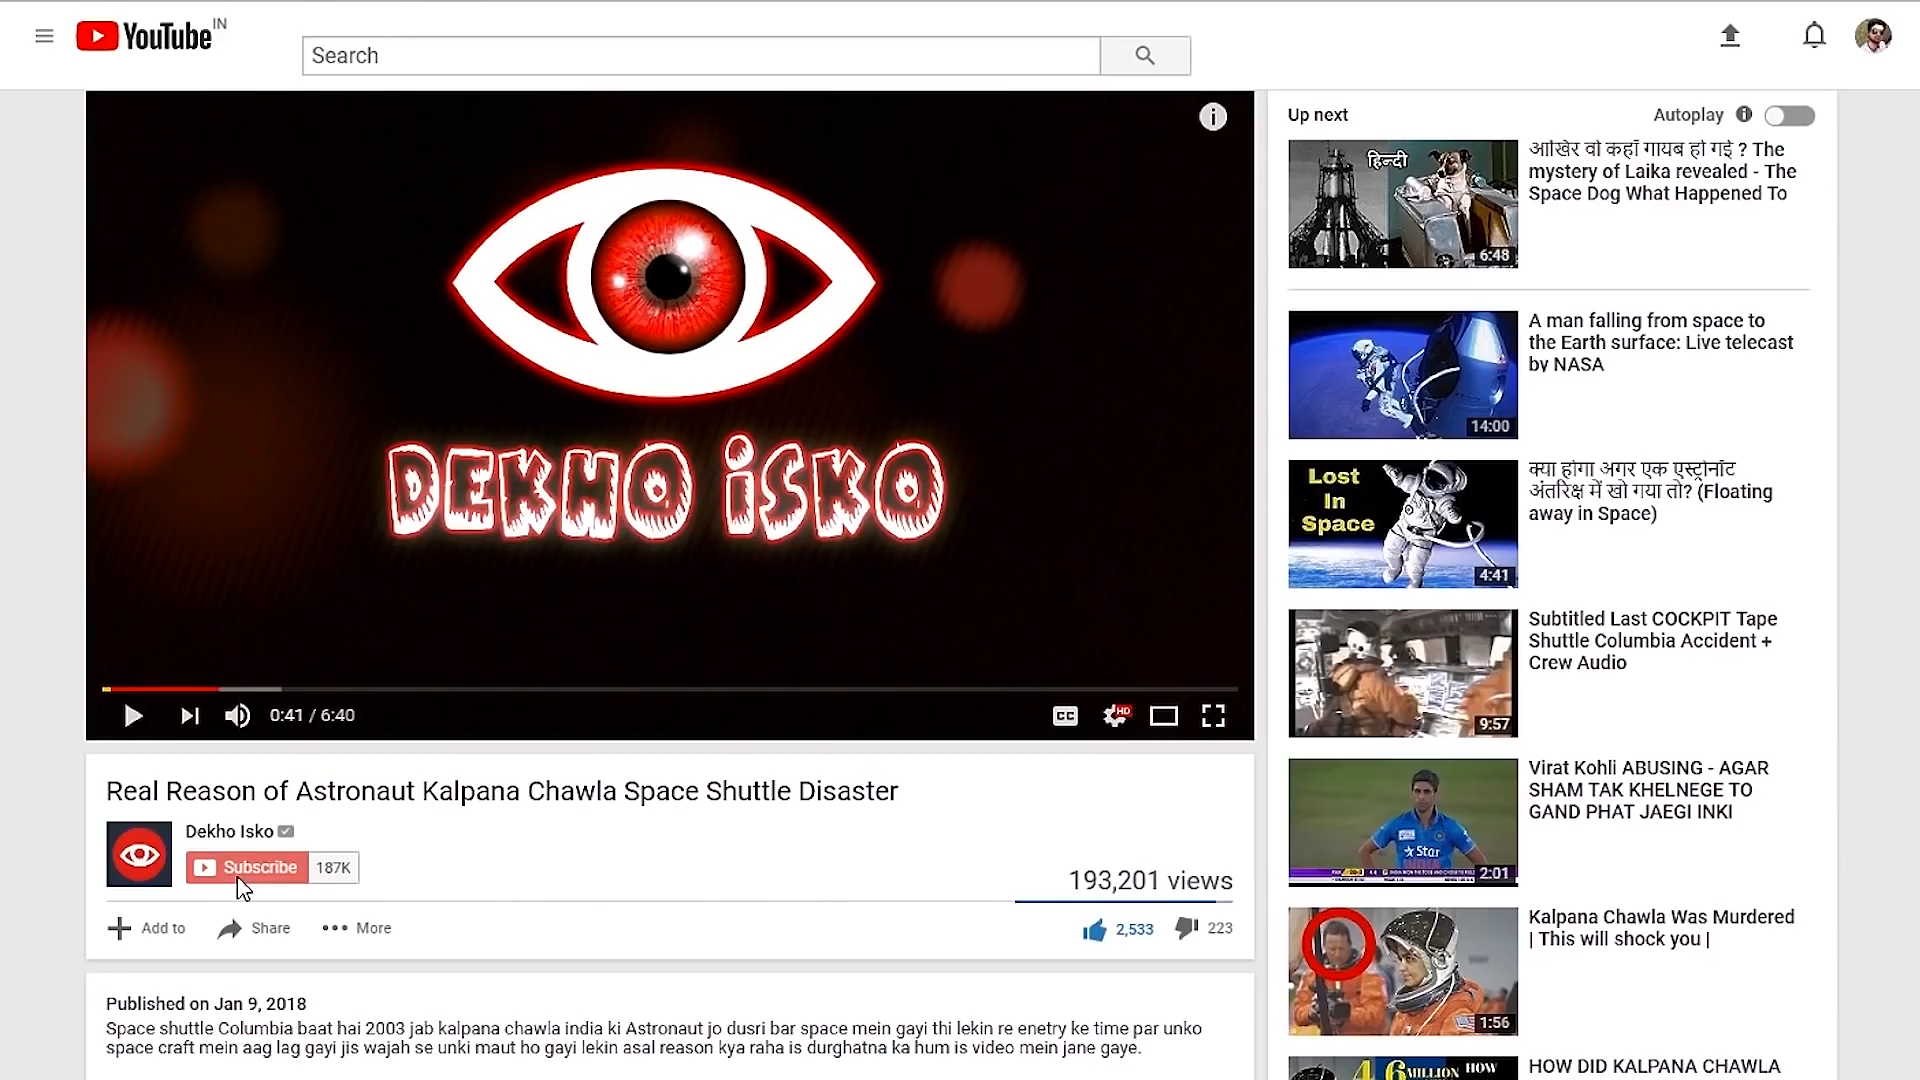 YouTube IN
Search
DEKHO iSKO
0:41 / 6:40
CC
HD
Real Reason of Astronaut Kalpana Chawla Space Shuttle Disaster
Dekho Isko
Subscribe 187K
193,201 views
Add to Share More
2,533 223
Published on Jan 9, 2018
Space shuttle Columbia baat hai 2003 jab kalpana chawla india ki Astronaut jo dusri bar space mein gayi thi lekin re enetry ke time par unko
space craft mein aag lag gayi jis wajah se unki maut ho gayi lekin asal reason kya raha is durghatna ka hum is video mein jane gaye.
Up next Autoplay
हिन्दी
6:48
आखिर वो कहाँ गायब हो गई ? The
mystery of Laika revealed - The
Space Dog What Happened To
14:00
A man falling from space to
the Earth surface: Live telecast
by NASA
Lost
In
Space
4:41
क्या होगा अगर एक एस्ट्रोनॉट
अंतरिक्ष में खो गया तो? (Floating
away in Space)
9:57
Subtitled Last COCKPIT Tape
Shuttle Columbia Accident +
Crew Audio
Star
INDIA
2:01
Virat Kohli ABUSING - AGAR
SHAM TAK KHELNEGE TO
GAND PHAT JAEGI INKI
1:56
Kalpana Chawla Was Murdered
| This will shock you |
4.6 MILLION HOW
HOW DID KALPANA CHAWLA